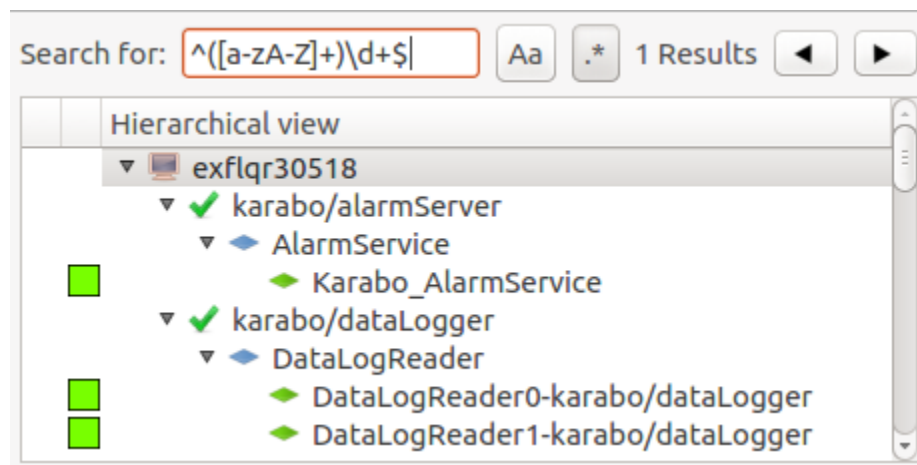 Search for: ^([a-zA-Z]+)\d+$ Aa .* 1 Results
Hierarchical view
exflqr30518
karabo/alarmServer
AlarmService
Karabo_AlarmService
karabo/dataLogger
DataLogReader
DataLogReader0-karabo/dataLogger
DataLogReader1-karabo/dataLogger